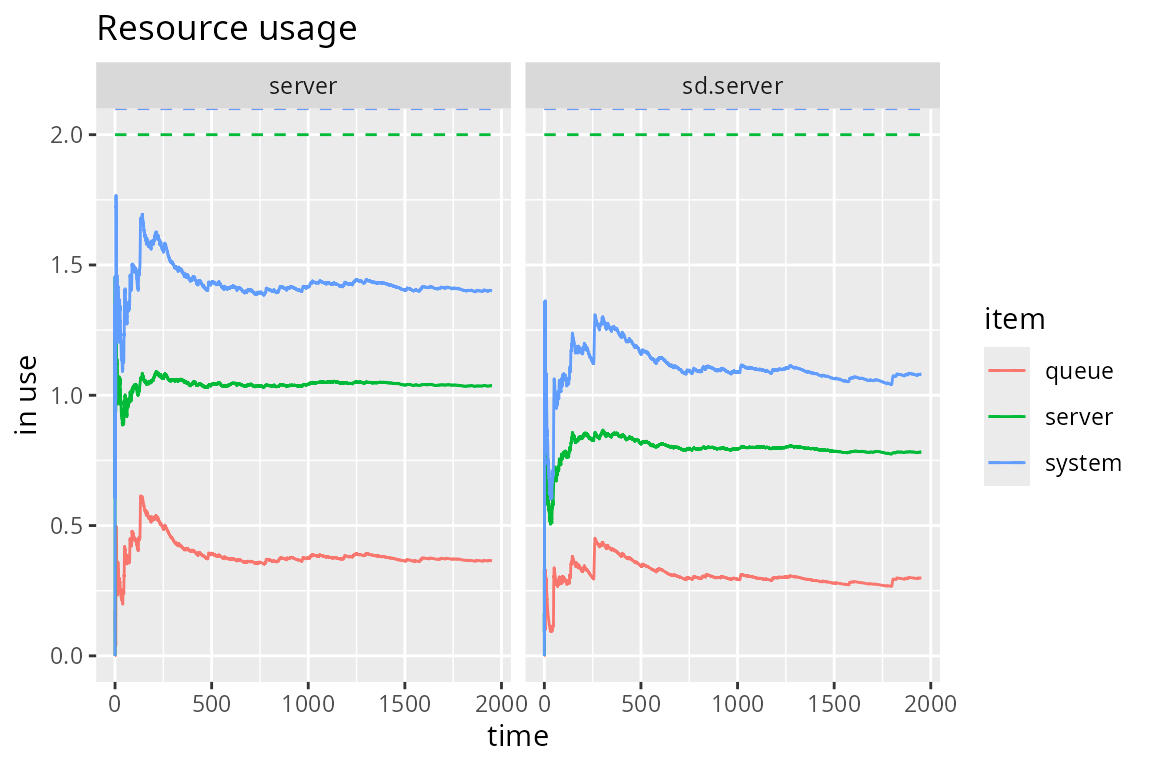 Resource usage
server sd.server
2.0
1.5
1.0
0.5
0.0
in use
0 500 1000 1500 2000 0 500 1000 1500 2000
time
item
queue
server
system